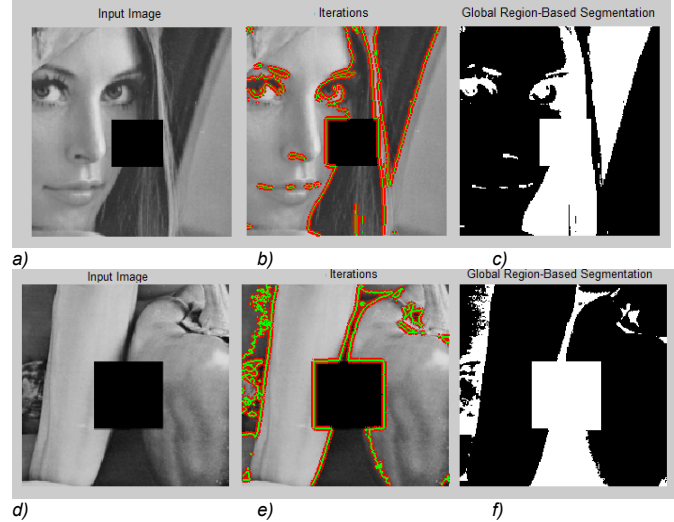 Input Image Iterations Global Region-Based Segmentation
a) b) c)
Input Image Iterations Global Region-Based Segmentation
d) e) f)